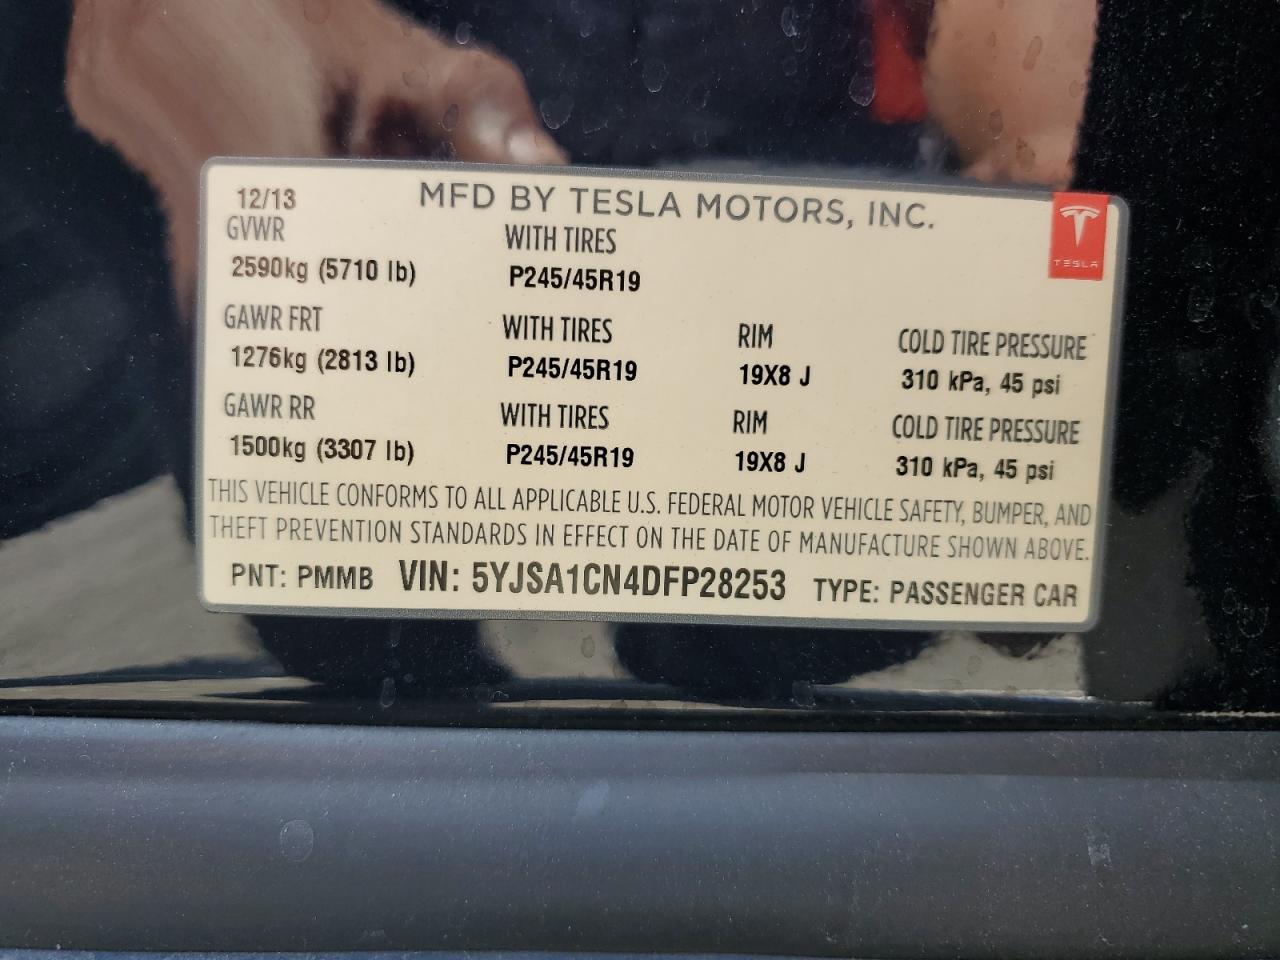 12/13 MFD BY TESLA MOTORS, INC.
TESLA
GVWR WITH TIRES
2590kg (5710 lb) P245/45R19
GAWR FRT WITH TIRES RIM COLD TIRE PRESSURE
1276kg (2813 lb) P245/45R19 19X8 J 310 kPa, 45 psi
GAWR RR WITH TIRES RIM COLD TIRE PRESSURE
1500kg (3307 lb) P245/45R19 19X8 J 310 kPa, 45 psi
THIS VEHICLE CONFORMS TO ALL APPLICABLE U.S. FEDERAL MOTOR VEHICLE SAFETY, BUMPER, AND
THEFT PREVENTION STANDARDS IN EFFECT ON THE DATE OF MANUFACTURE SHOWN ABOVE.
PNT: PMMB VIN: 5YJSA1CN4DFP28253 TYPE: PASSENGER CAR